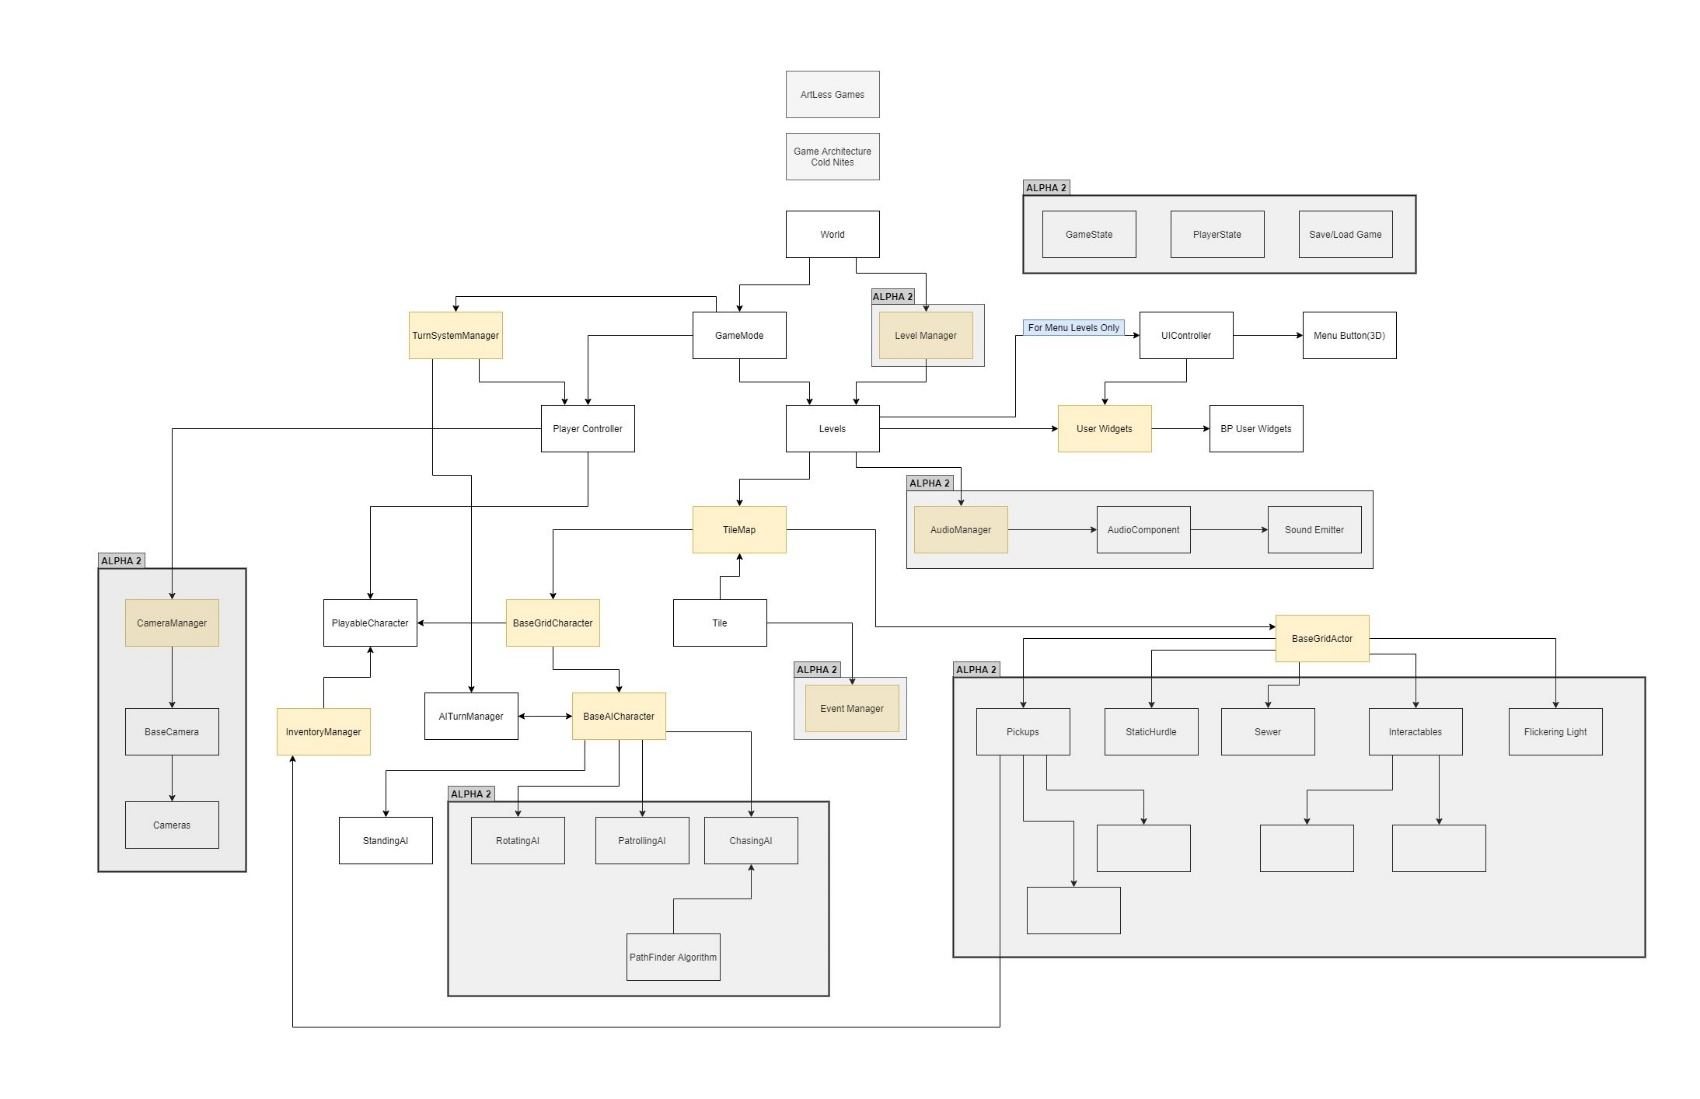 ArtLess Games
Game Architecture
Cold Nites
ALPHA 2
GameState
PlayerState
Save/Load Game
World
ALPHA 2
TurnSystemManager
GameMode
Level Manager
For Menu Levels Only
UIController
Menu Button(3D)
Player Controller
Levels
User Widgets
BP User Widgets
ALPHA 2
TileMap
AudioManager
AudioComponent
Sound Emitter
ALPHA 2
CameraManager
PlayableCharacter
BaseGridCharacter
Tile
BaseGridActor
ALPHA 2
ALPHA 2
BaseCamera
InventoryManager
AITurnManager
BaseAICharacter
Event Manager
Pickups
StaticHurdle
Sewer
Interactables
Flickering Light
ALPHA 2
Cameras
StandingAI
RotatingAI
PatrollingAI
ChasingAI
PathFinder Algorithm